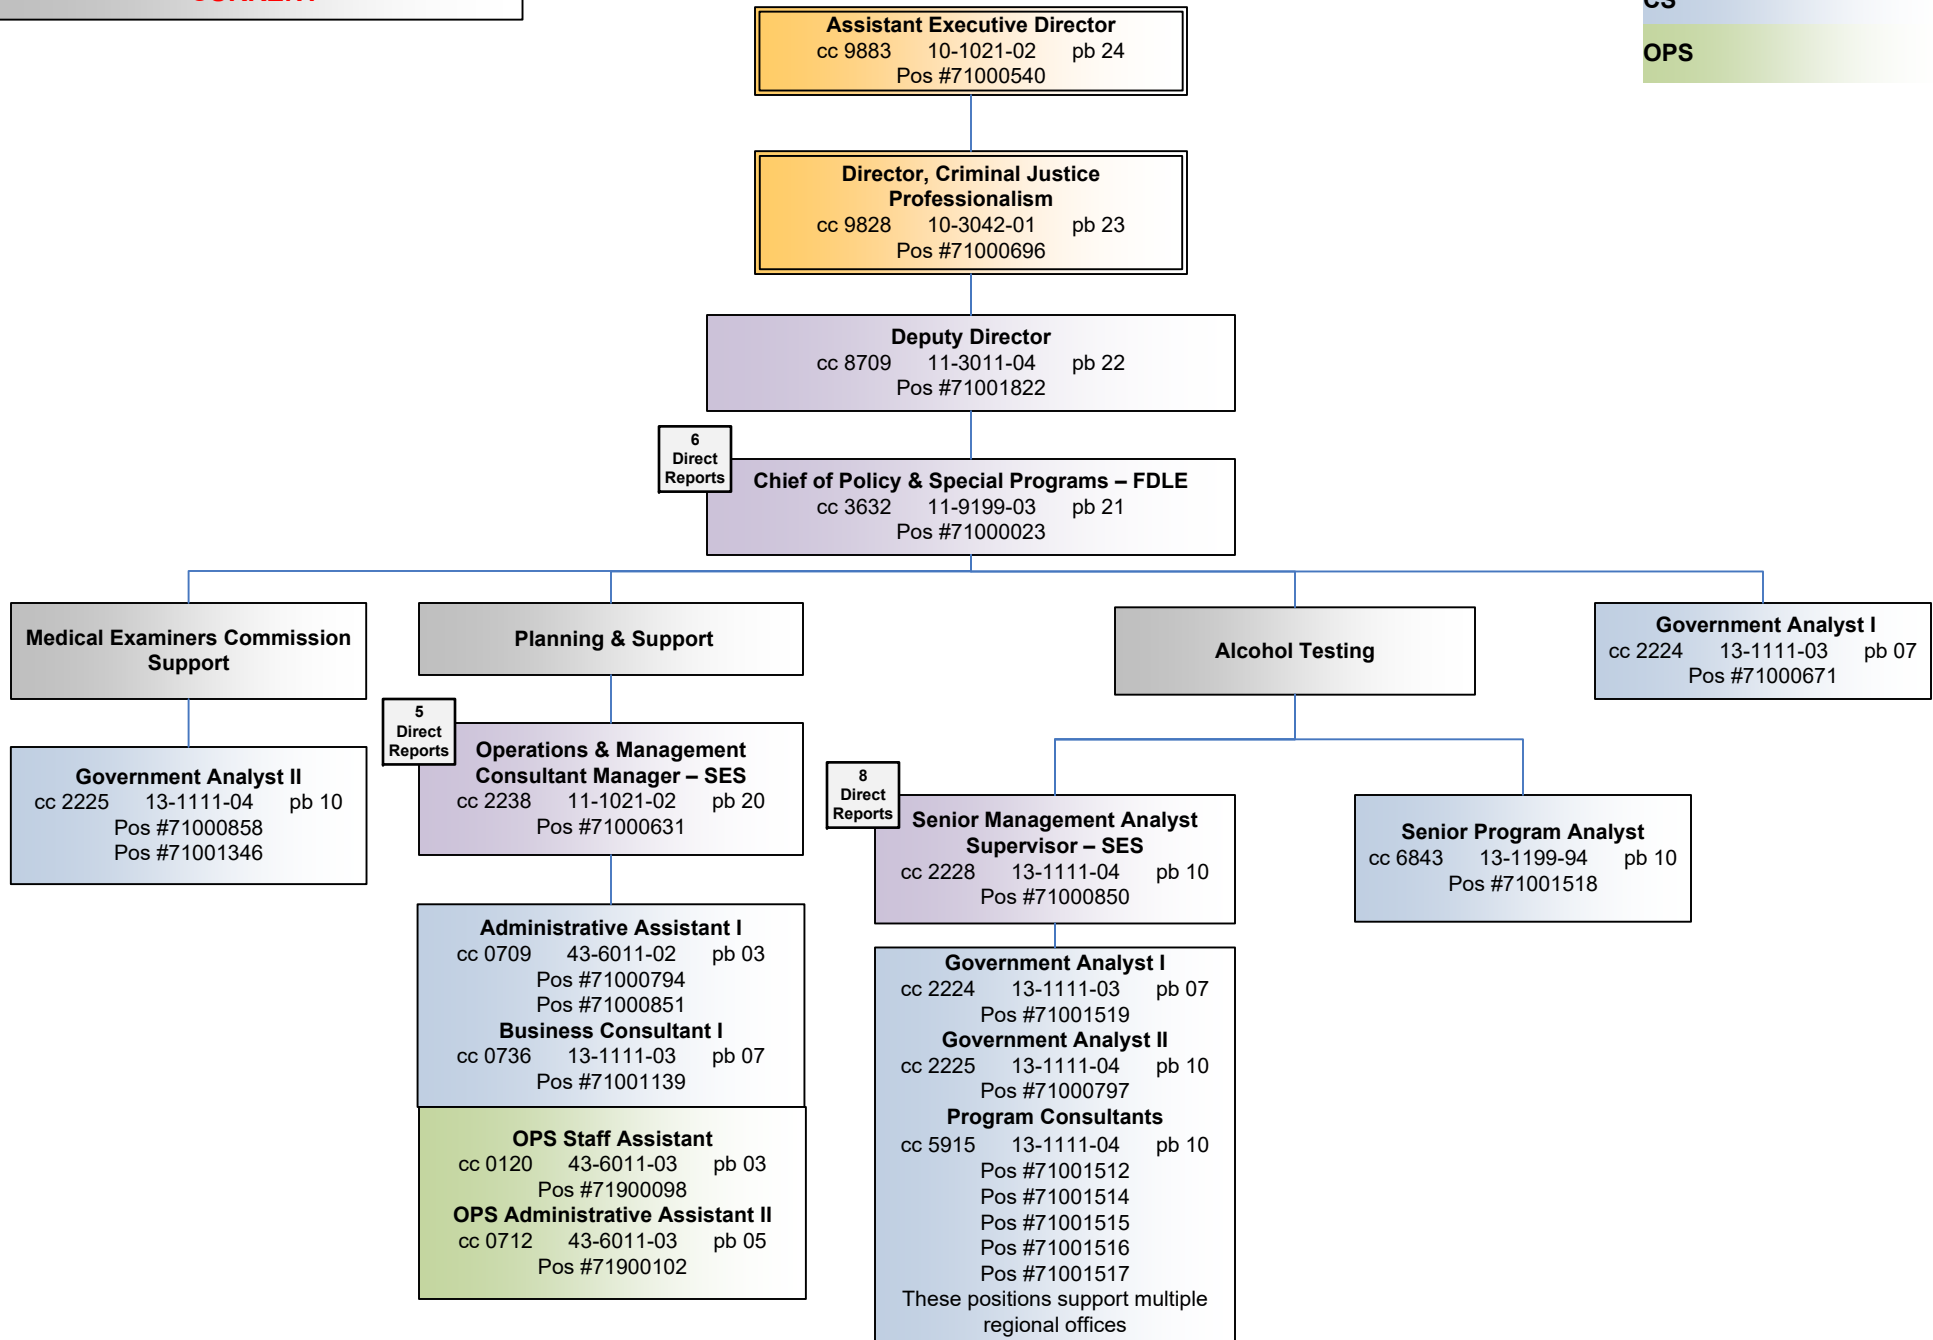 CURRENT
CS
OPS
Assistant Executive Director
cc 9883 10-1021-02 pb 24
Pos #71000540
Director, Criminal Justice
Professionalism
cc 9828 10-3042-01 pb 23
Pos #71000696
Deputy Director
cc 8709 11-3011-04 pb 22
Pos #71001822
6
Direct
Reports
Chief of Policy & Special Programs – FDLE
cc 3632 11-9199-03 pb 21
Pos #71000023
Medical Examiners Commission
Support
Government Analyst II
cc 2225 13-1111-04 pb 10
Pos #71000858
Pos #71001346
Planning & Support
5
Direct
Reports
Operations & Management
Consultant Manager – SES
cc 2238 11-1021-02 pb 20
Pos #71000631
Administrative Assistant I
cc 0709 43-6011-02 pb 03
Pos #71000794
Pos #71000851
Business Consultant I
cc 0736 13-1111-03 pb 07
Pos #71001139
OPS Staff Assistant
cc 0120 43-6011-03 pb 03
Pos #71900098
OPS Administrative Assistant II
cc 0712 43-6011-03 pb 05
Pos #71900102
Alcohol Testing
8
Direct
Reports
Senior Management Analyst
Supervisor – SES
cc 2228 13-1111-04 pb 10
Pos #71000850
Government Analyst I
cc 2224 13-1111-03 pb 07
Pos #71001519
Government Analyst II
cc 2225 13-1111-04 pb 10
Pos #71000797
Program Consultants
cc 5915 13-1111-04 pb 10
Pos #71001512
Pos #71001514
Pos #71001515
Pos #71001516
Pos #71001517
These positions support multiple
regional offices
Senior Program Analyst
cc 6843 13-1199-94 pb 10
Pos #71001518
Government Analyst I
cc 2224 13-1111-03 pb 07
Pos #71000671